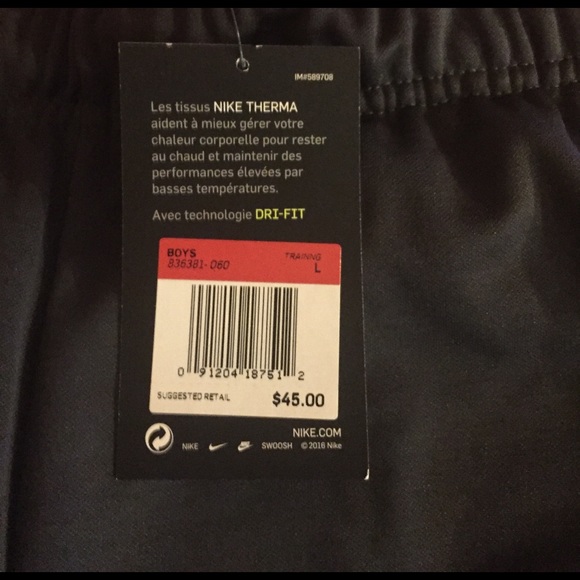 IM#589708
Les tissus NIKE THERMA
aident à mieux gérer votre
chaleur corporelle pour rester
au chaud et maintenir des
performances élevées par
basses températures.
Avec technologie DRI-FIT
BOYS TRAINING
836381-060 L
0 91204 18751 2
SUGGESTED RETAIL $45.00
NIKE.COM
NIKE SWOOSH © 2016 Nike